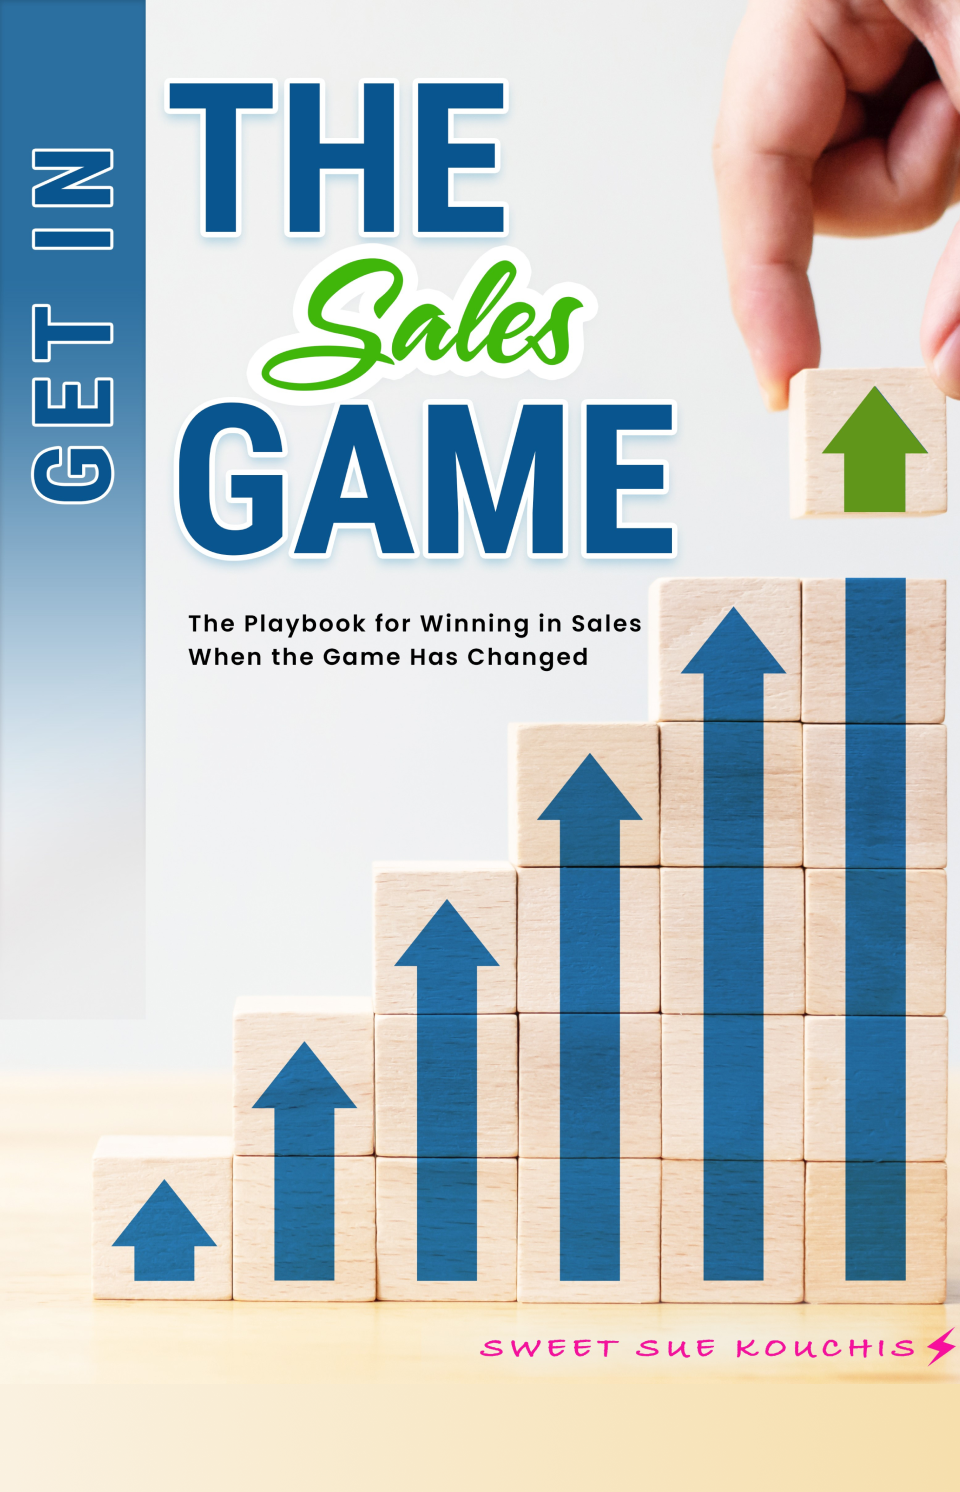 GET IN
THE
Sales
GAME
The Playbook for Winning in Sales
When the Game Has Changed
SWEET SUE KOUCHIS